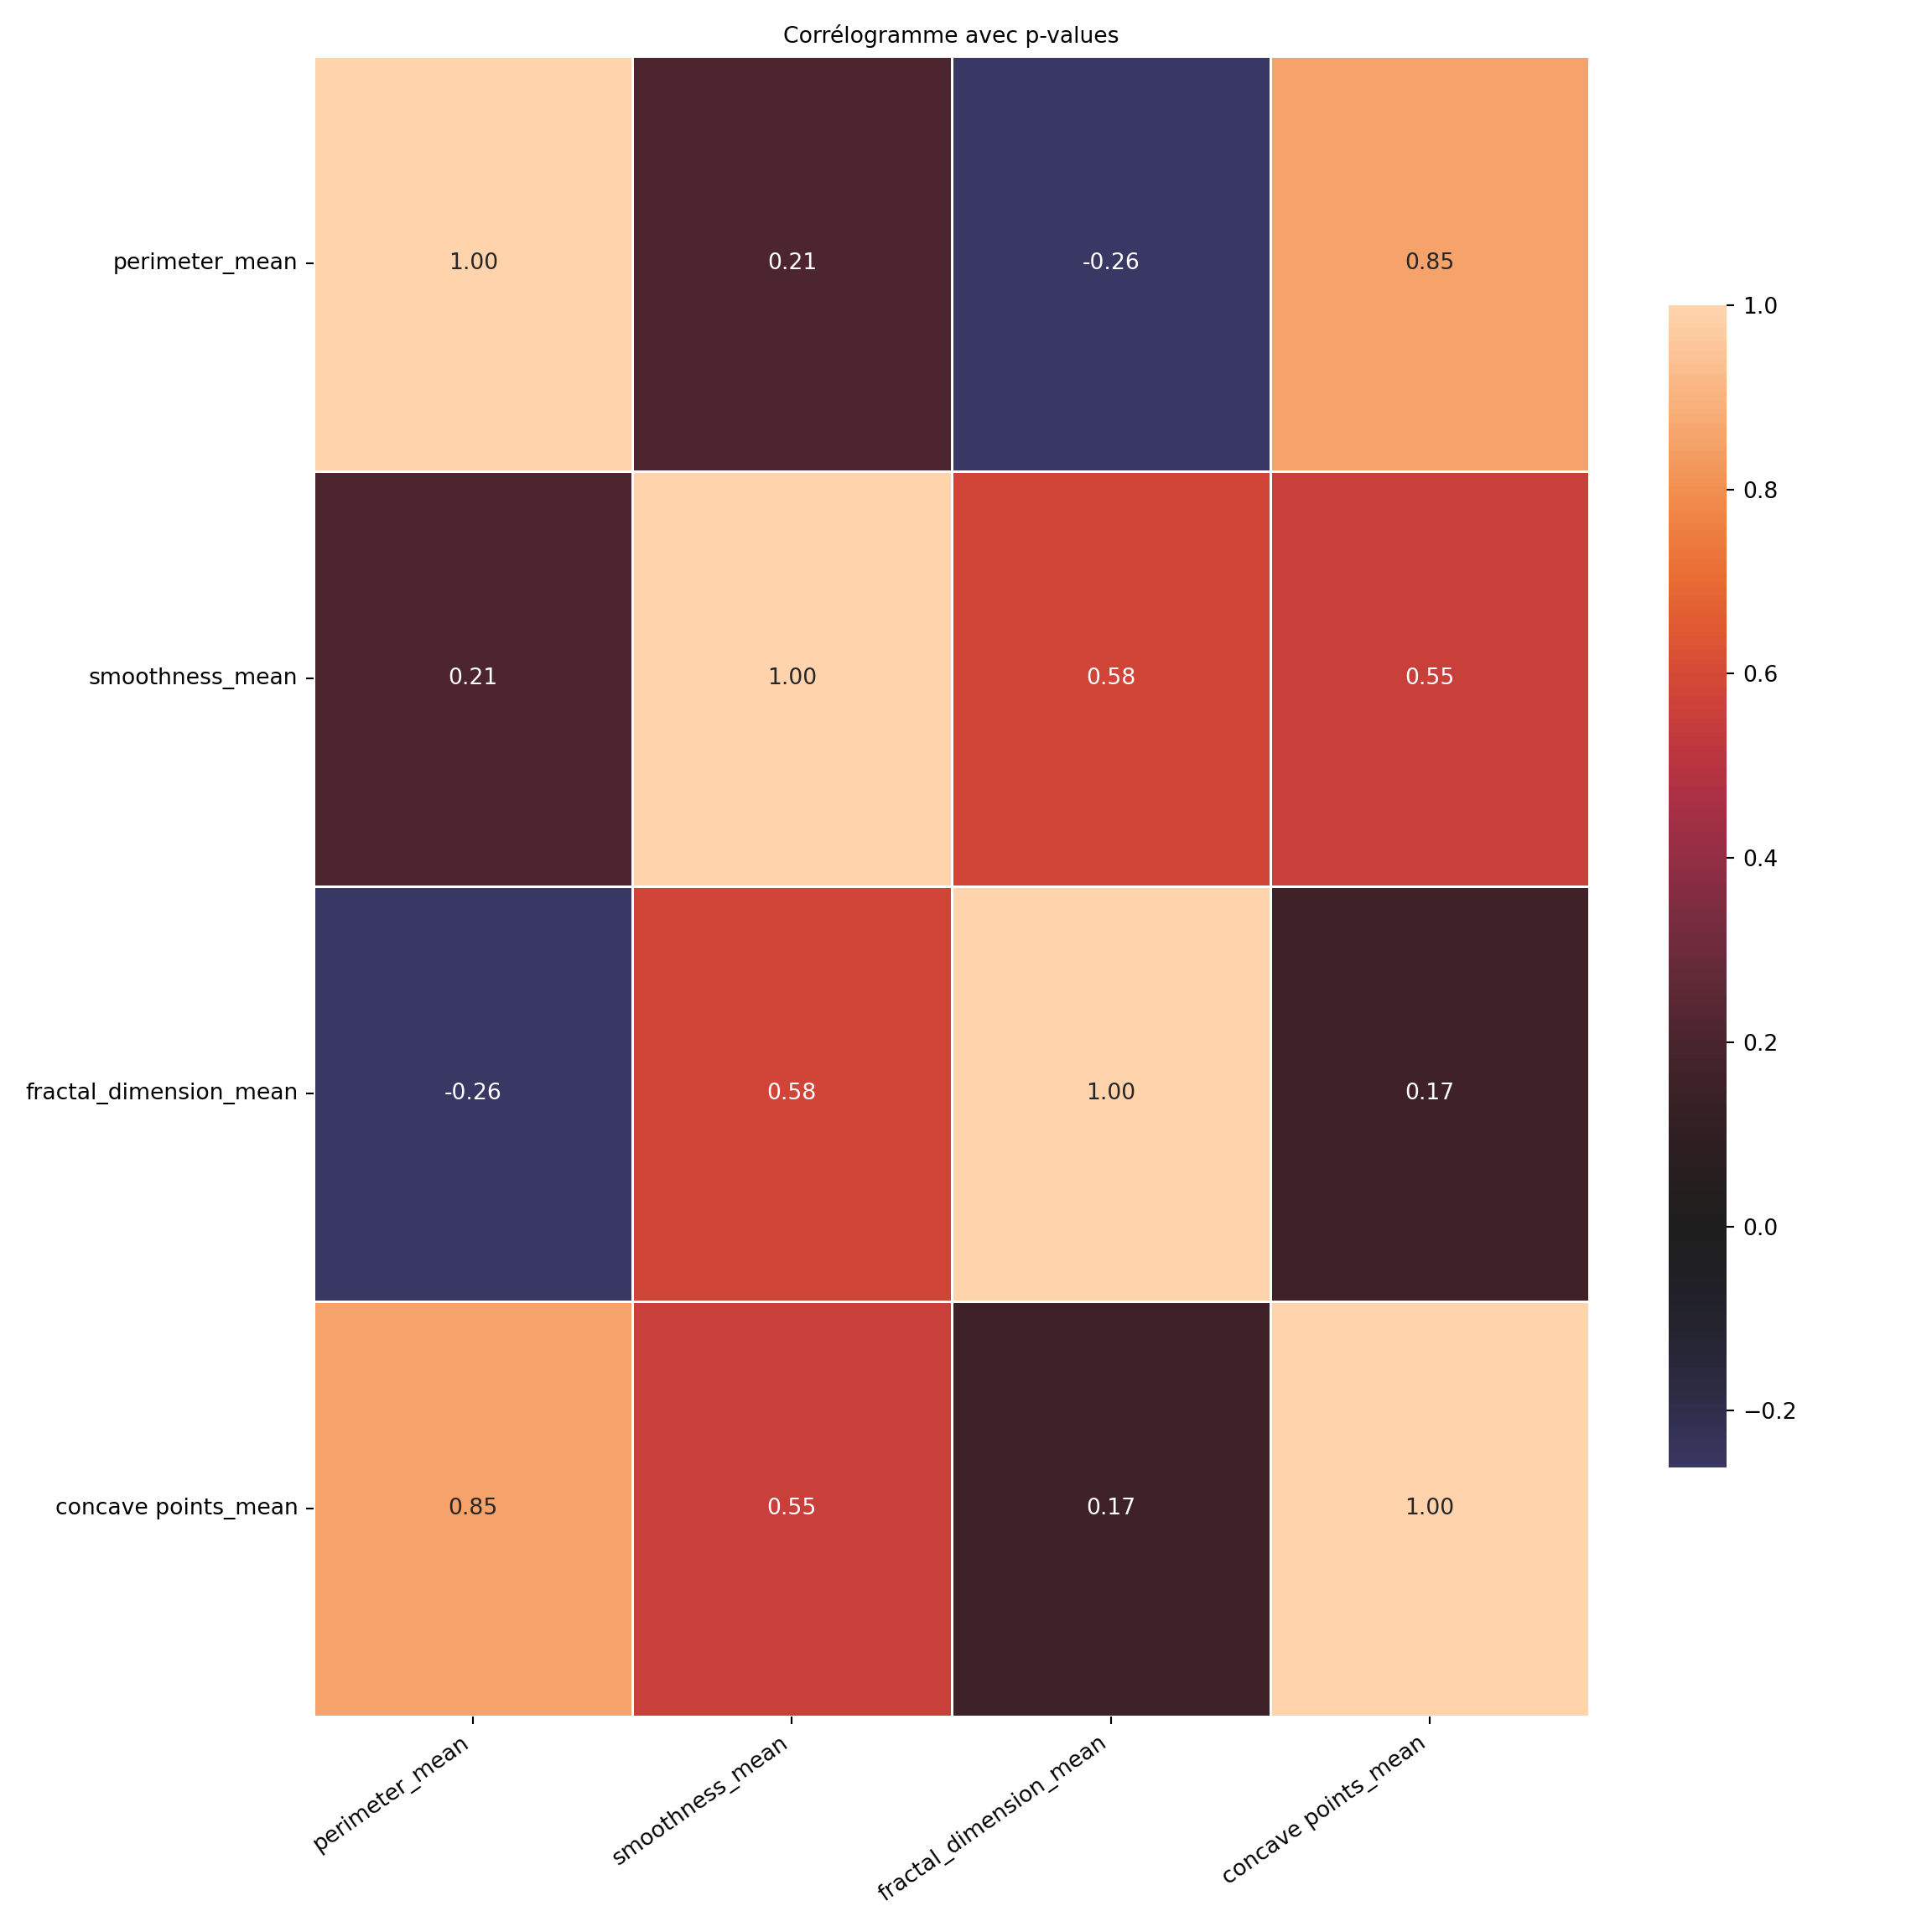 Corrélogramme avec p-values
perimeter_mean 1.00 0.21 -0.26 0.85
smoothness_mean 0.21 1.00 0.58 0.55
fractal_dimension_mean -0.26 0.58 1.00 0.17
concave points_mean 0.85 0.55 0.17 1.00
perimeter_mean smoothness_mean fractal_dimension_mean concave points_mean
1.0
0.8
0.6
0.4
0.2
0.0
−0.2